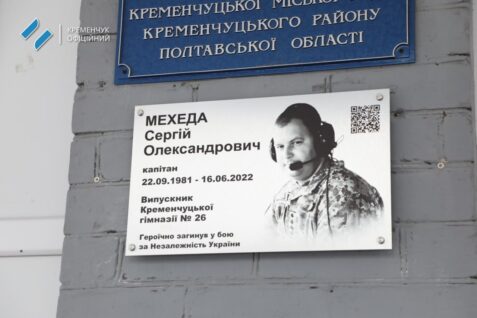 КРЕМЕНЧУК
ОФІЦІЙНИЙ
КРЕМЕНЧУЦЬКОЇ
КРЕМЕНЧУЦЬКОГО РАЙОНУ
ПОЛТАВСЬКОЇ ОБЛАСТІ
МЕХЕДА
Сергій
Олександрович
капітан
22.09.1981 - 16.06.2022
Випускник
Кременчуцької
гімназії № 26
Героїчно загинув у бою
за Незалежність України